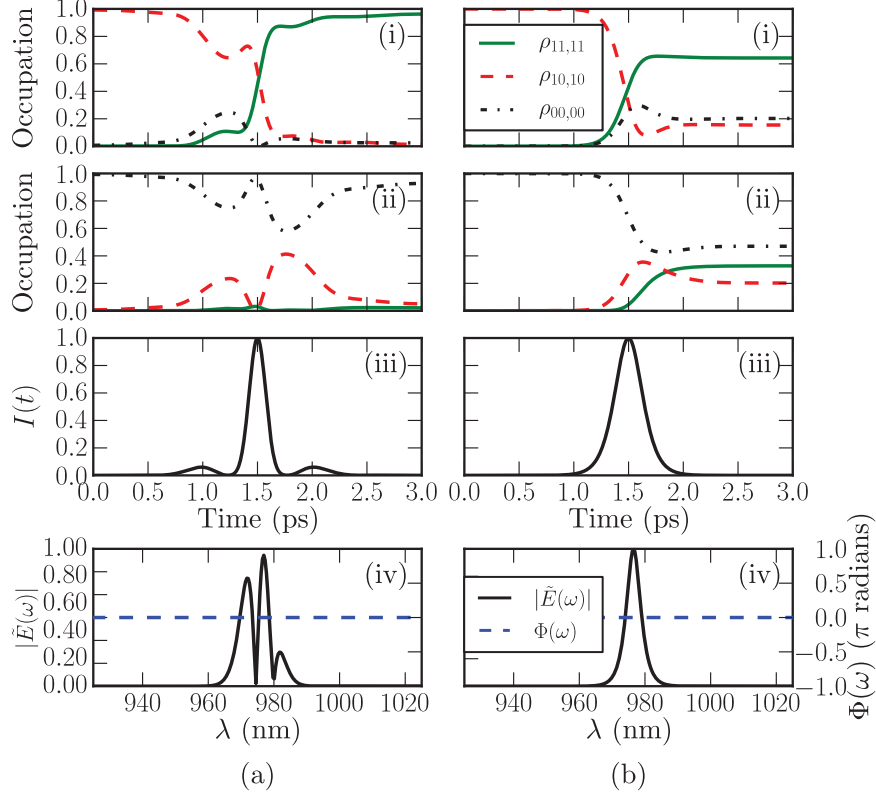 1.0
0.8
0.6
0.4
0.2
0.0
Occupation
(i)
(i)
ρ11,11
ρ10,10
ρ00,00
1.0
0.8
0.6
0.4
0.2
0.0
Occupation
(ii)
(ii)
1.0
0.8
0.6
0.4
0.2
0.0
I(t)
(iii)
(iii)
0.0 0.5 1.0 1.5 2.0 2.5 3.0
Time (ps)
0.0 0.5 1.0 1.5 2.0 2.5 3.0
Time (ps)
1.00
0.80
0.60
0.40
0.20
0.00
|Ẽ(ω)|
(iv)
(iv)
|Ẽ(ω)|
Φ(ω)
1.0
0.5
0.0
−0.5
−1.0
Φ(ω) (π radians)
940 960 980 1000 1020
λ (nm)
940 960 980 1000 1020
λ (nm)
(a)
(b)